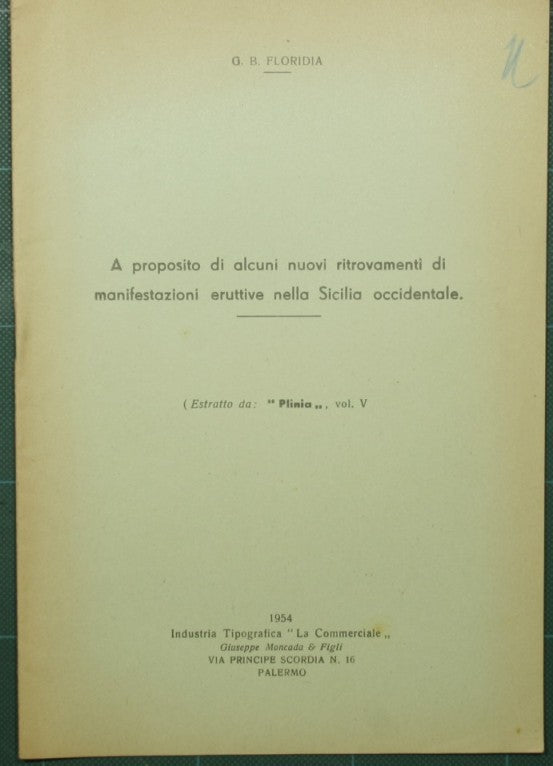 G. B. FLORIDIA
A proposito di alcuni nuovi ritrovamenti di
manifestazioni eruttive nella Sicilia occidentale.
(Estratto da: "Plinia„, vol. V
1954
Industria Tipografica "La Commerciale„
Giuseppe Moncada & Figli
VIA PRINCIPE SCORDIA N. 16
PALERMO